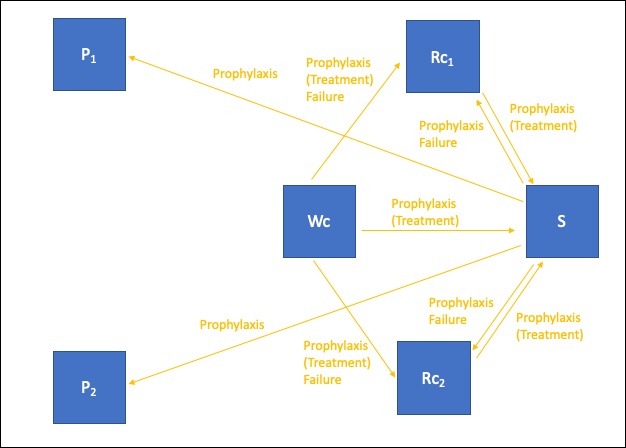 P1
Prophylaxis
Prophylaxis
(Treatment)
Failure
Rc1
Prophylaxis
(Treatment)
Prophylaxis
Failure
Wc
Prophylaxis
(Treatment)
S
Prophylaxis
Prophylaxis
(Treatment)
Failure
Prophylaxis
Failure
Prophylaxis
(Treatment)
P2
Rc2